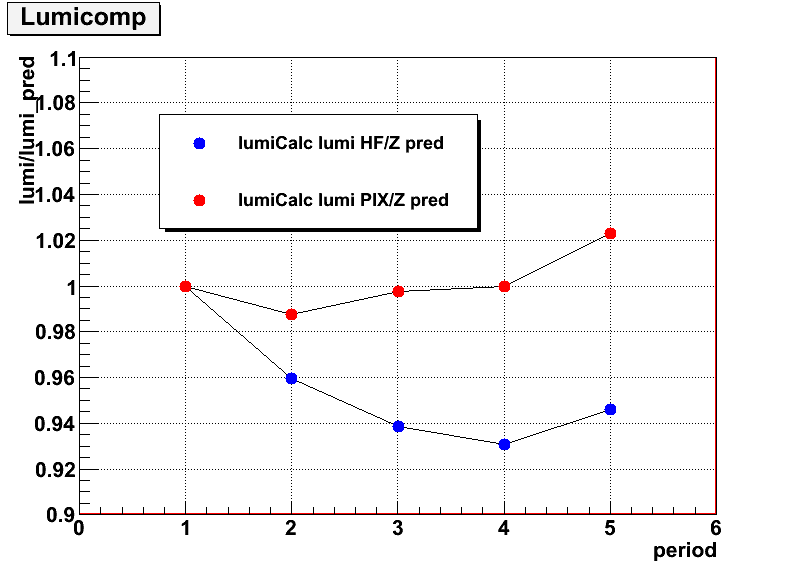 Lumicomp
lumi/lumi_pred
1.1
1.08
1.06
1.04
1.02
1
0.98
0.96
0.94
0.92
0.9
lumiCalc lumi HF/Z pred
lumiCalc lumi PIX/Z pred
0 1 2 3 4 5 6
period